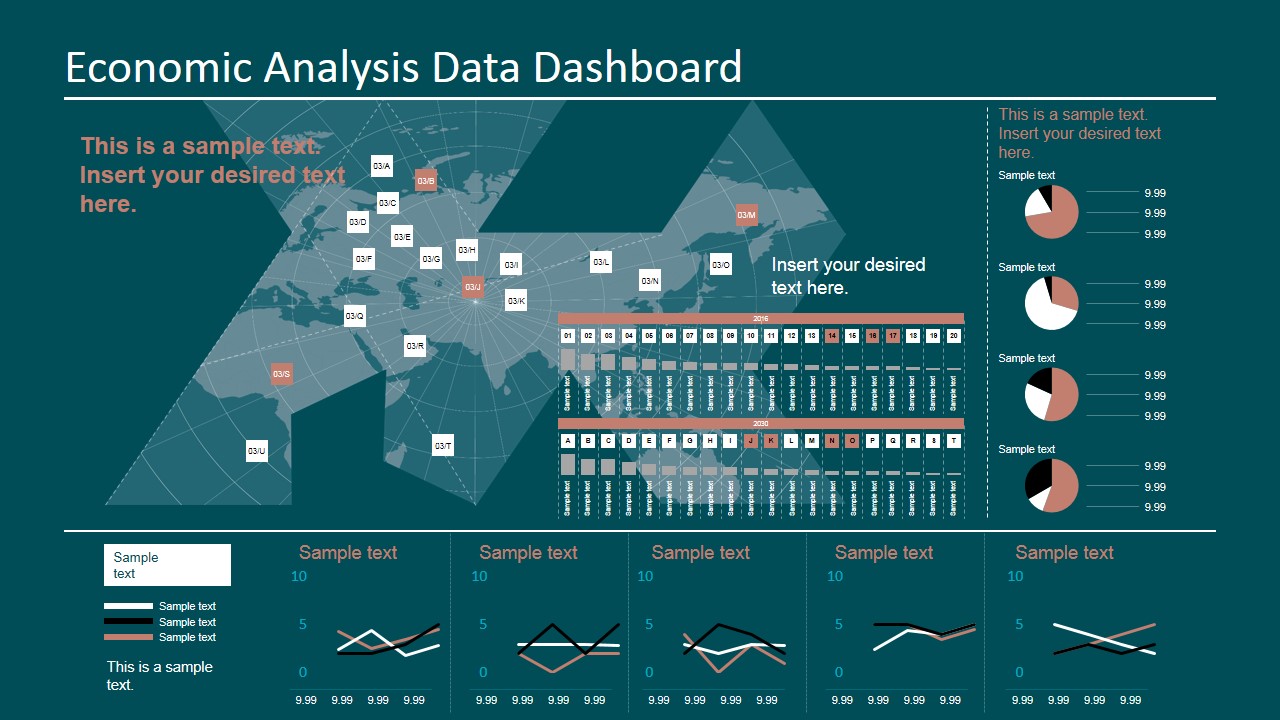 Economic Analysis Data Dashboard
This is a sample text.
Insert your desired text
here.
03/A
03/B
03/C
03/D
03/E
03/F
03/G
03/H
03/I
03/J
03/K
03/L
03/M
03/N
03/O
03/Q
03/R
03/S
03/T
03/U
Insert your desired
text here.
2016
01 02 03 04 05 06 07 08 09 10 11 12 13 14 15 16 17 18 19 20
Sample text Sample text Sample text Sample text Sample text Sample text Sample text Sample text Sample text Sample text Sample text Sample text Sample text Sample text Sample text Sample text Sample text Sample text Sample text Sample text
2030
A B C D E F G H I J K L M N O P Q R S T
Sample text Sample text Sample text Sample text Sample text Sample text Sample text Sample text Sample text Sample text Sample text Sample text Sample text Sample text Sample text Sample text Sample text Sample text Sample text Sample text
This is a sample text.
Insert your desired text
here.
Sample text
9.99
9.99
9.99
Sample text
9.99
9.99
9.99
Sample text
9.99
9.99
9.99
Sample text
9.99
9.99
9.99
Sample
text
Sample text
Sample text
Sample text
This is a sample
text.
Sample text
10
5
0
9.99 9.99 9.99 9.99
Sample text
10
5
0
9.99 9.99 9.99 9.99
Sample text
10
5
0
9.99 9.99 9.99 9.99
Sample text
10
5
0
9.99 9.99 9.99 9.99
Sample text
10
5
0
9.99 9.99 9.99 9.99